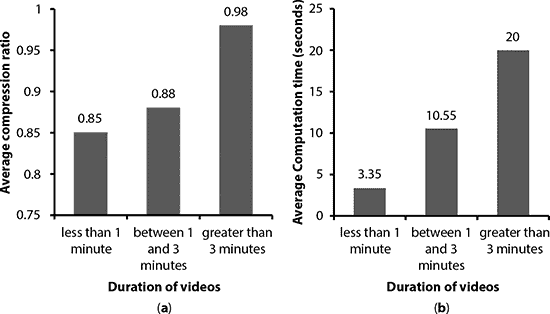 Average compression ratio
1
0.95
0.9
0.85
0.8
0.75
0.85
0.88
0.98
less than 1
minute
between 1
and 3
minutes
greater than
3 minutes
Duration of videos
(a)
Average Computation time (seconds)
25
20
15
10
5
0
3.35
10.55
20
less than 1
minute
between 1
and 3
minutes
greater than
3 minutes
Duration of videos
(b)